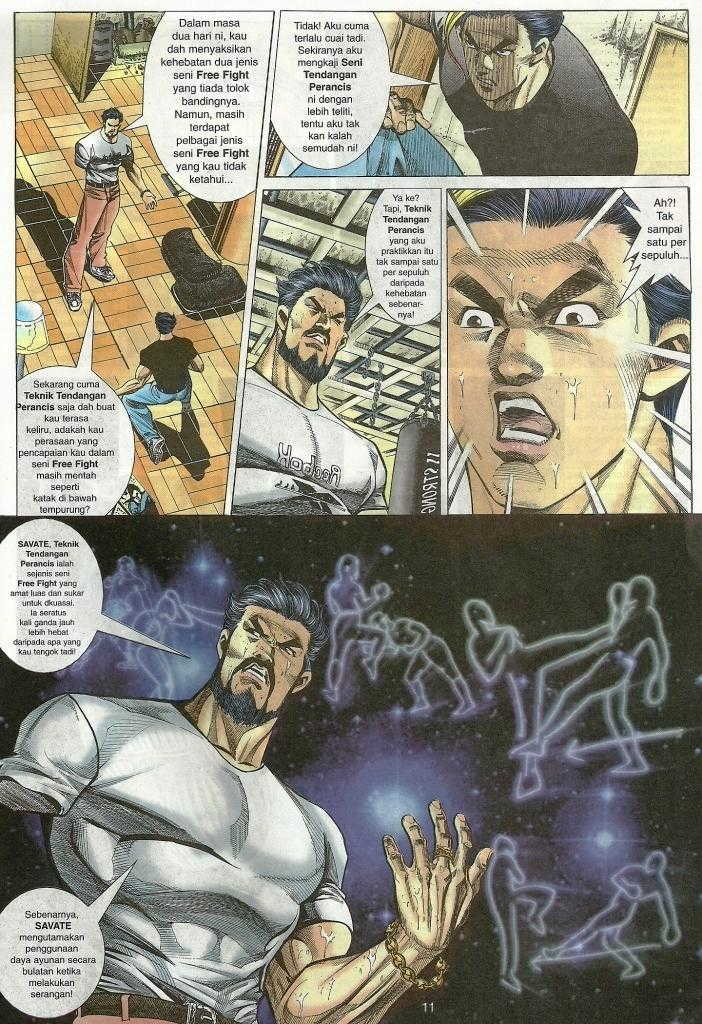 Dalam masa
dua hari ni, kau
dah menyaksikan
kehebatan dua jenis
seni Free Fight
yang tiada tolok
bandingnya.
Namun, masih
terdapat
pelbagai jenis
seni Free Fight
yang kau tidak
ketahui...
Sekarang cuma
Teknik Tendangan
Perancis saja dah buat
kau terasa
keliru, adakah kau
perasaan yang
pencapaian kau dalam
seni Free Fight
masih mentah
seperti
katak di bawah
tempurung?
Tidak! Aku cuma
terlalu cuai tadi.
Sekiranya aku
mengkaji Seni
Tendangan Perancis
ni dengan
lebih teliti,
tentu aku tak
kan kalah
semudah ni!
Ya ke?
Tapi, Teknik
Tendangan
Perancis
yang aku
praktikkan itu
tak sampai satu
per sepuluh
daripada
kehebatan
sebenar-
nya!
Reebok
11 STRONG
Ah?!
Tak
sampai
satu per
sepuluh...
SAVATE, Teknik
Tendangan
Perancis ialah
sejenis seni
Free Fight yang
amat luas dan sukar
untuk dkuasai.
Ia seratus
kali ganda jauh
lebih hebat
daripada apa yang
kau tengok tadi!
Sebenarnya,
SAVATE
mengutamakan
penggunaan
daya ayunan secara
bulatan ketika
melakukan
serangan!
11